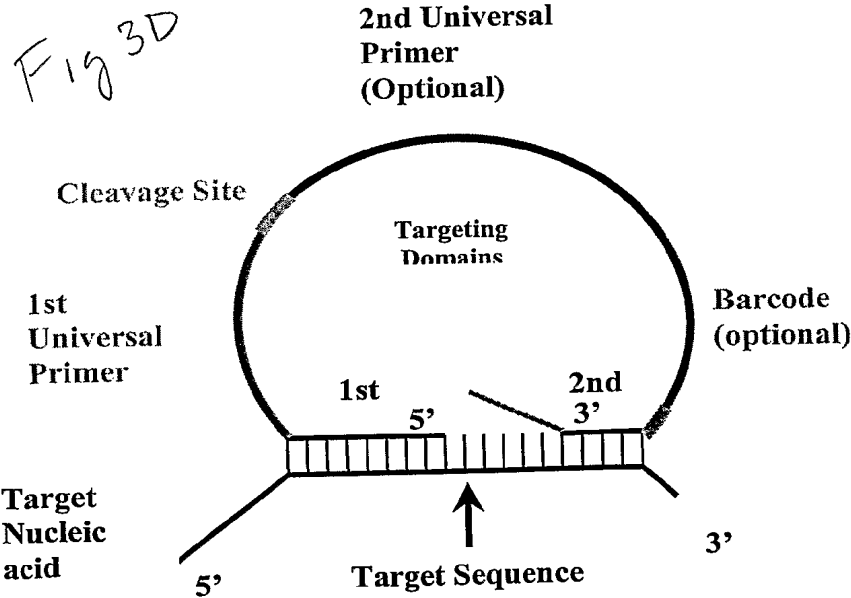 Fig 3D
2nd Universal
Primer
(Optional)
Cleavage Site
Targeting
Domains
1st
Universal
Primer
Barcode
(optional)
1st
2nd
5’
3’
Target
Nucleic
acid
5’
Target Sequence
3’